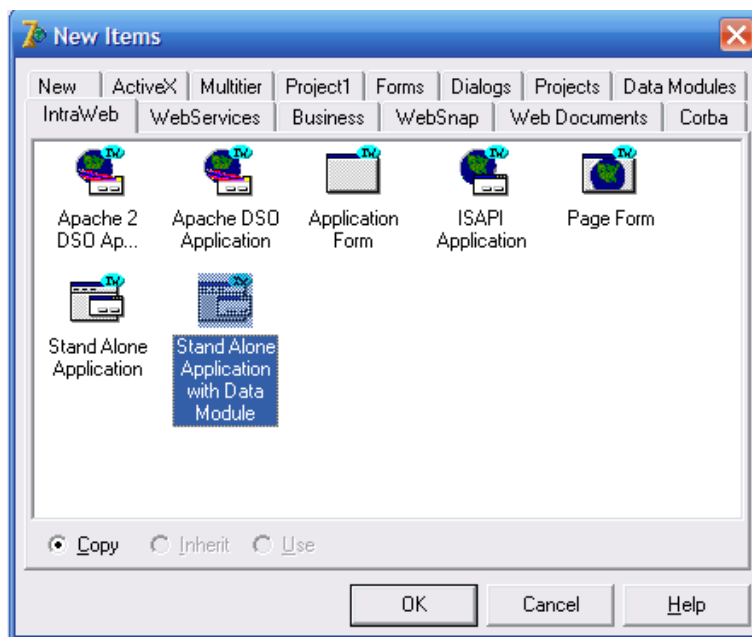 New Items
New ActiveX Multitier Project1 Forms Dialogs Projects Data Modules
IntraWeb WebServices Business WebSnap Web Documents Corba
Apache 2
DSO Ap...
Apache DSO
Application
Application
Form
ISAPI
Application
Page Form
Stand Alone
Application
Stand Alone
Application
with Data
Module
Copy Inherit Use
OK Cancel Help